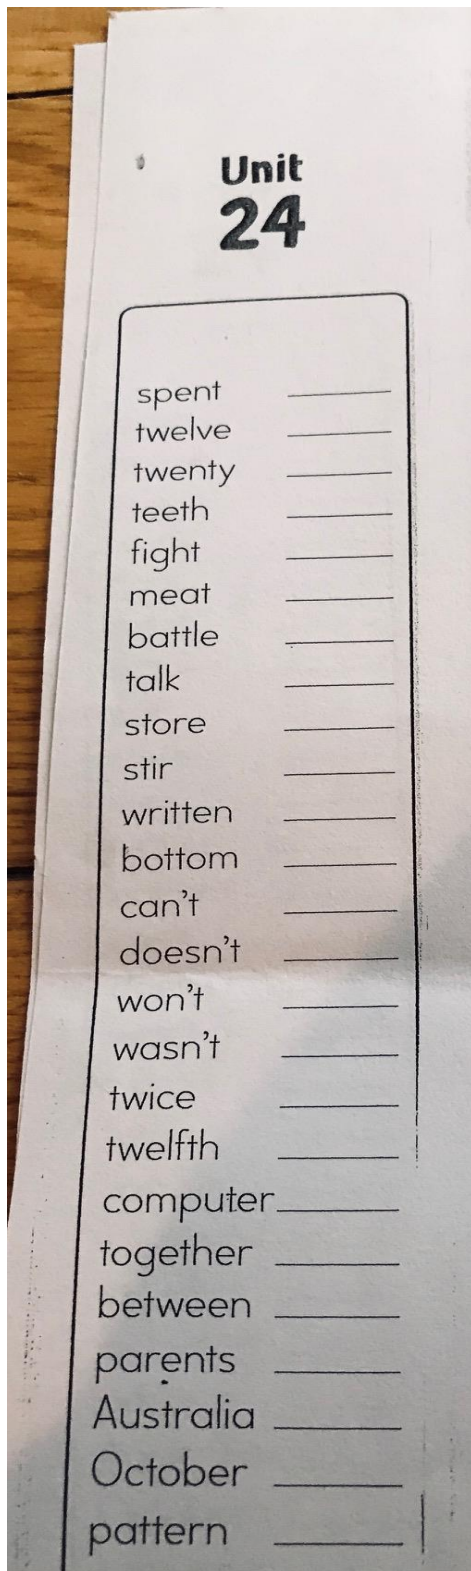 Unit
24
spent
twelve
twenty
teeth
fight
meat
battle
talk
store
stir
written
bottom
can't
doesn't
won't
wasn't
twice
twelfth
computer
together
between
parents
Australia
October
pattern